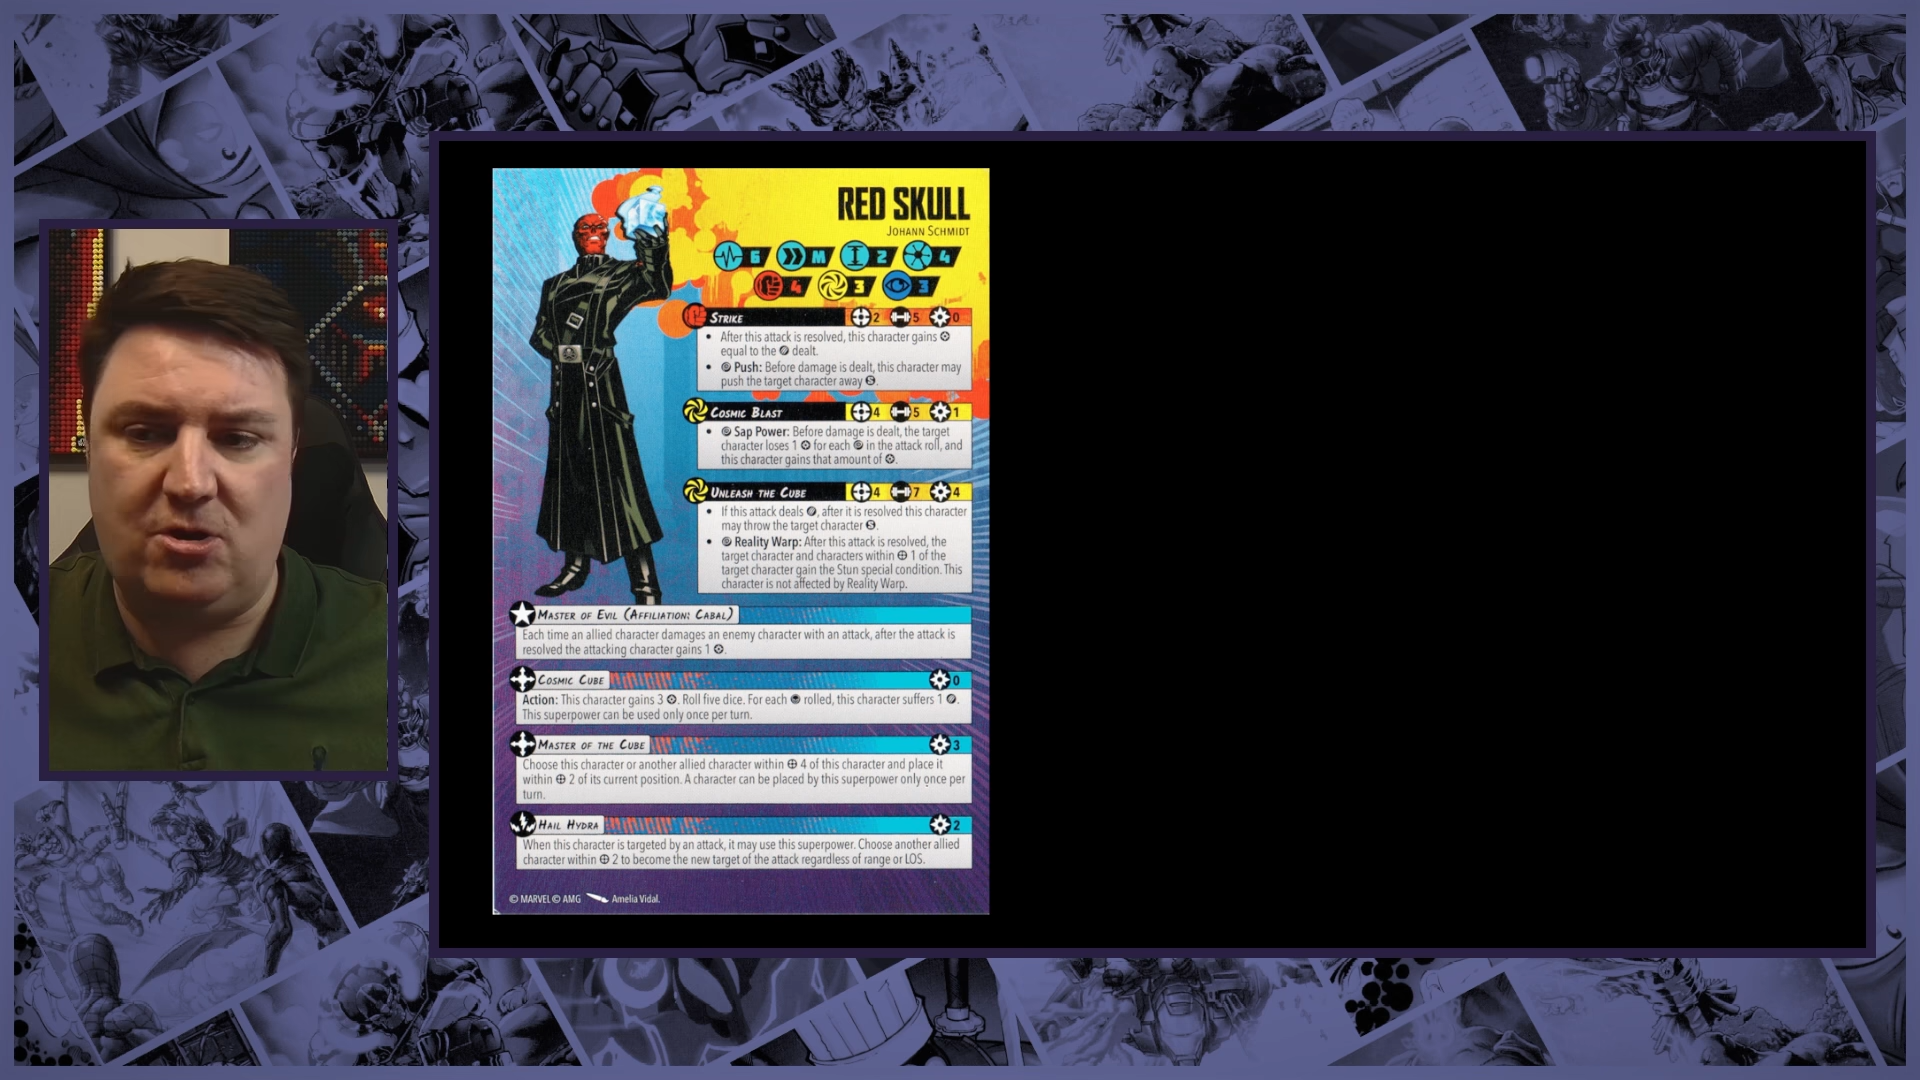 RED SKULL
Johann Schmidt
6 M 2 4
4 3 3
Strike 2 5 0
• After this attack is resolved, this character gains
equal to the dealt.
• Push: Before damage is dealt, this character may
push the target character away S.
Cosmic Blast 4 5 1
• Sap Power: Before damage is dealt, the target
character loses 1 for each in the attack roll, and
this character gains that amount of .
Unleash the Cube 4 7 4
• If this attack deals , after it is resolved this character
may throw the target character S.
• Reality Warp: After this attack is resolved, the
target character and characters within 1 of the
target character gain the Stun special condition. This
character is not affected by Reality Warp.
Master of Evil (Affiliation: Cabal)
Each time an allied character damages an enemy character with an attack, after the attack is
resolved the attacking character gains 1 .
Cosmic Cube 0
Action: This character gains 3 . Roll five dice. For each rolled, this character suffers 1 .
This superpower can be used only once per turn.
Master of the Cube 3
Choose this character or another allied character within 4 of this character and place it
within 2 of its current position. A character can be placed by this superpower only once per
turn.
Hail Hydra 2
When this character is targeted by an attack, it may use this superpower. Choose another allied
character within 2 to become the new target of the attack regardless of range or LOS.
© MARVEL © AMG Amelia Vidal.